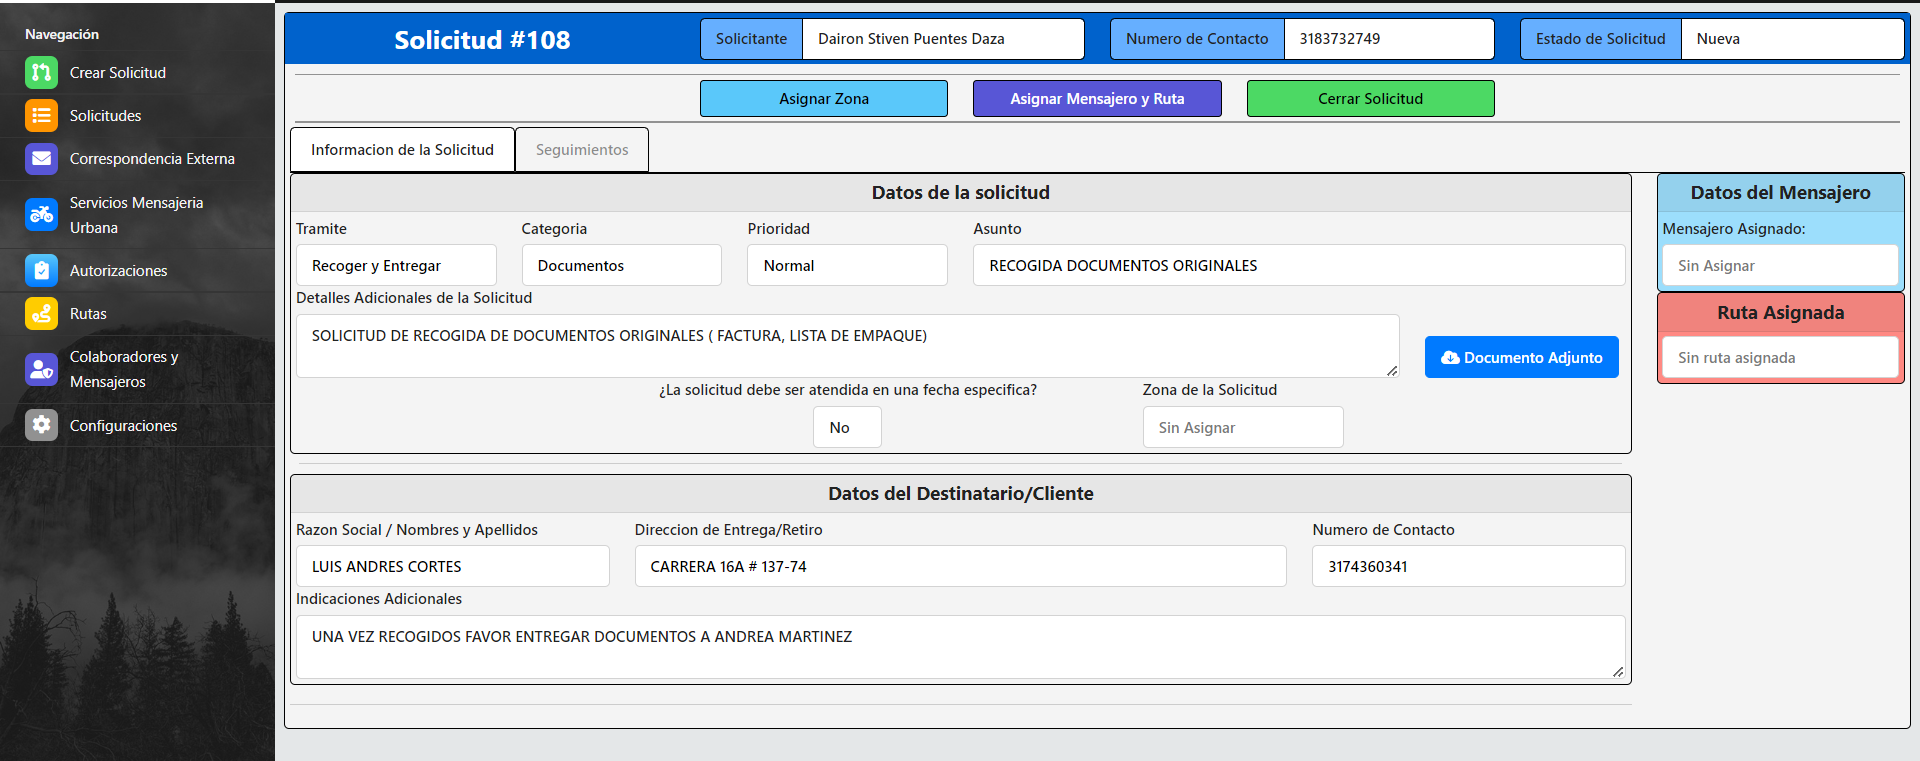 Navegación
Crear Solicitud
Solicitudes
Correspondencia Externa
Servicios Mensajeria
Urbana
Autorizaciones
Rutas
Colaboradores y
Mensajeros
Configuraciones
Solicitud #108
Solicitante Dairon Stiven Puentes Daza
Numero de Contacto 3183732749
Estado de Solicitud Nueva
Asignar Zona
Asignar Mensajero y Ruta
Cerrar Solicitud
Informacion de la Solicitud
Seguimientos
Datos de la solicitud
Tramite
Recoger y Entregar
Categoria
Documentos
Prioridad
Normal
Asunto
RECOGIDA DOCUMENTOS ORIGINALES
Detalles Adicionales de la Solicitud
SOLICITUD DE RECOGIDA DE DOCUMENTOS ORIGINALES ( FACTURA, LISTA DE EMPAQUE)
Documento Adjunto
¿La solicitud debe ser atendida en una fecha especifica?
No
Zona de la Solicitud
Sin Asignar
Datos del Destinatario/Cliente
Razon Social / Nombres y Apellidos
LUIS ANDRES CORTES
Direccion de Entrega/Retiro
CARRERA 16A # 137-74
Numero de Contacto
3174360341
Indicaciones Adicionales
UNA VEZ RECOGIDOS FAVOR ENTREGAR DOCUMENTOS A ANDREA MARTINEZ
Datos del Mensajero
Mensajero Asignado:
Sin Asignar
Ruta Asignada
Sin ruta asignada